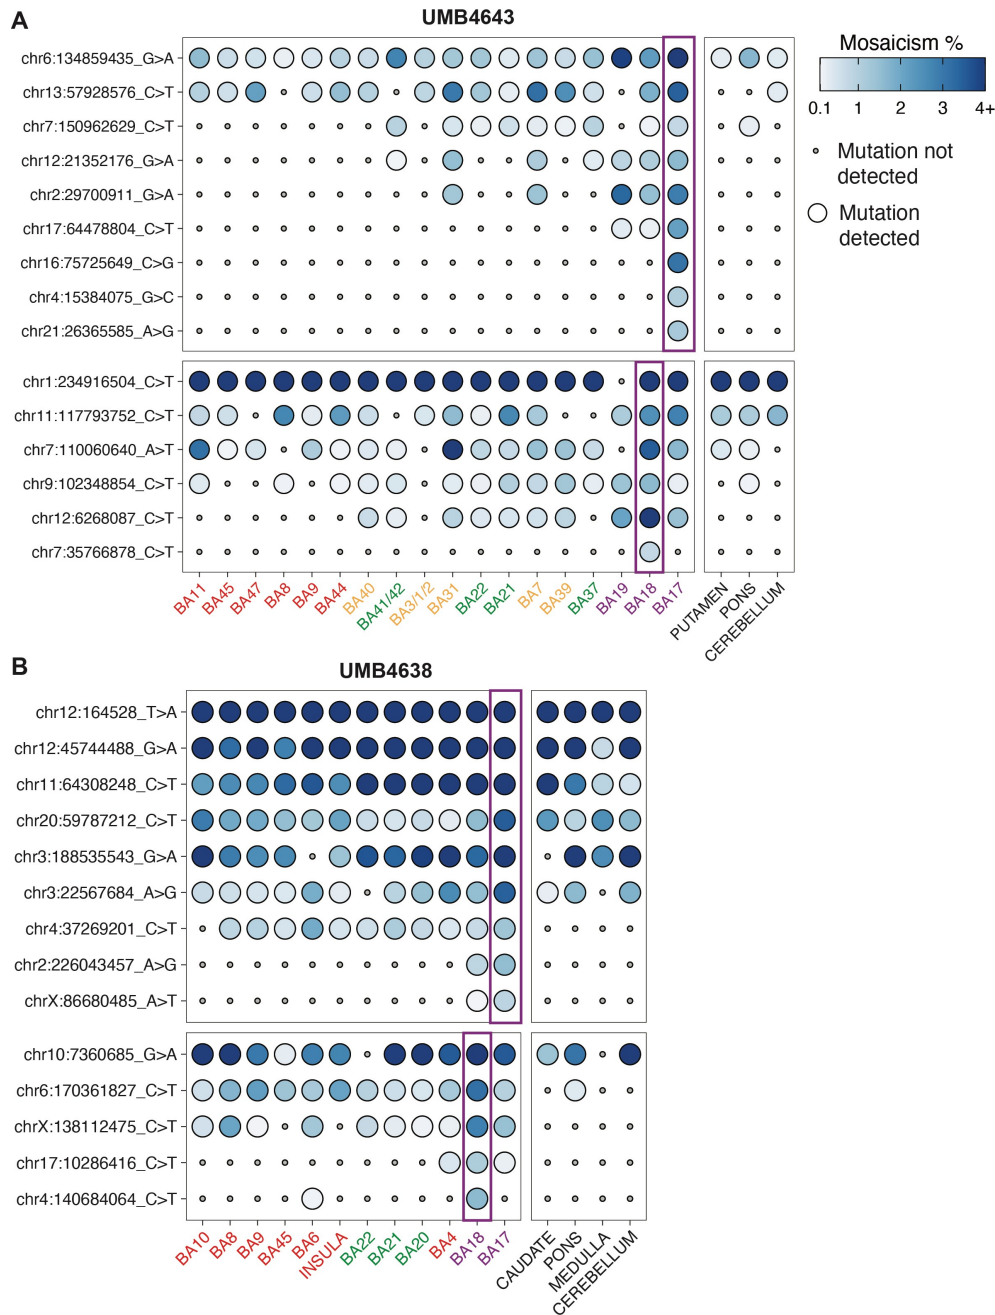 A
UMB4643
chr6:134859435_G>A
chr13:57928576_C>T
chr7:150962629_C>T
chr12:21352176_G>A
chr2:29700911_G>A
chr17:64478804_C>T
chr16:75725649_C>G
chr4:15384075_G>C
chr21:26365585_A>G
Mosaicism %
0.1 1 2 3 4+
Mutation not
detected
Mutation
detected
chr1:234916504_C>T
chr11:117793752_C>T
chr7:110060640_A>T
chr9:102348854_C>T
chr12:6268087_C>T
chr7:35766878_C>T
BA11 BA45 BA47 BA8 BA9 BA44 BA40 BA41/42 BA3/1/2 BA31 BA22 BA21 BA7 BA39 BA37 BA19 BA18 BA17 PUTAMEN PONS CEREBELLUM
B
UMB4638
chr12:164528_T>A
chr12:45744488_G>A
chr11:64308248_C>T
chr20:59787212_C>T
chr3:188535543_G>A
chr3:22567684_A>G
chr4:37269201_C>T
chr2:226043457_A>G
chrX:86680485_A>T
chr10:7360685_G>A
chr6:170361827_C>T
chrX:138112475_C>T
chr17:10286416_C>T
chr4:140684064_C>T
BA10 BA8 BA9 BA45 BA6 INSULA BA22 BA21 BA20 BA4 BA18 BA17 CAUDATE PONS MEDULLA CEREBELLUM